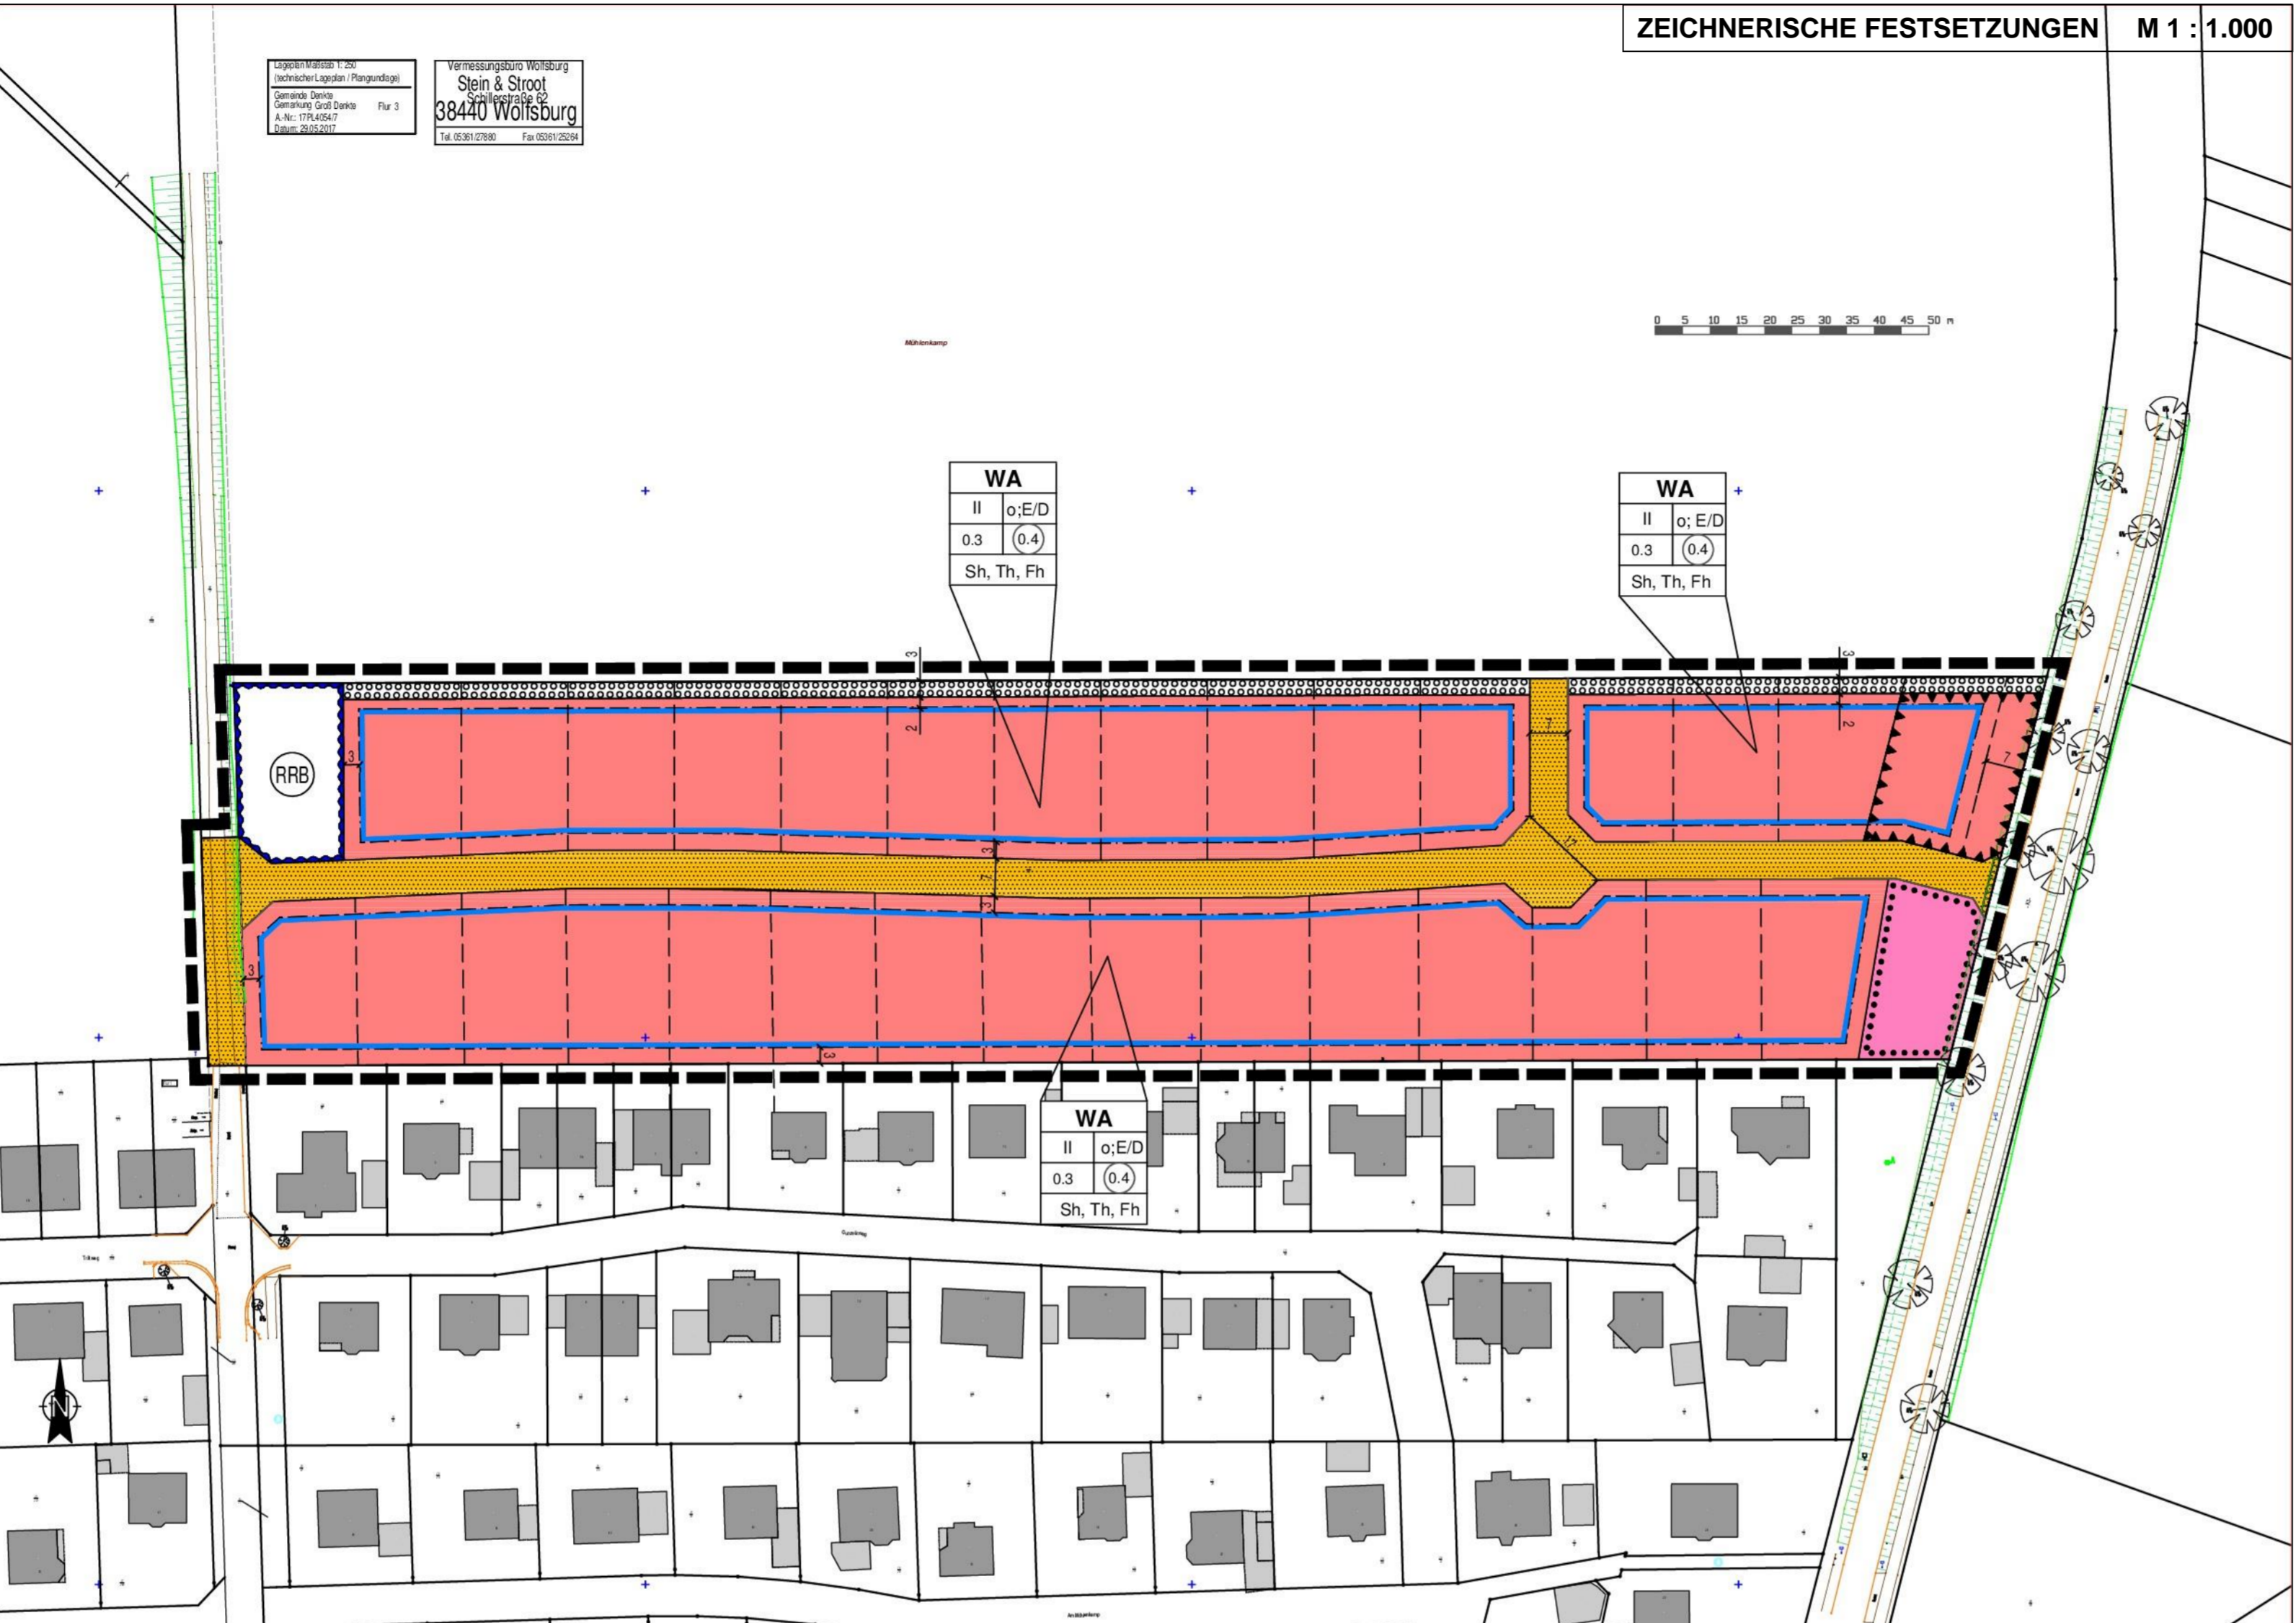 ZEICHNERISCHE FESTSETZUNGEN M 1 : 1.000
Lageplan Maßstab 1: 250
(technischer Lageplan / Plangrundlage)
Gemeinde Denkte
Gemarkung Groß Denkte Flur 3
A.-Nr.: 17PL4054/7
Datum: 29.05.2017
Vermessungsbüro Wolfsburg
Stein & Stroot
Schillerstraße 62
38440 Wolfsburg
Tel. 05361/27880 Fax 05361/25264
0 5 10 15 20 25 30 35 40 45 50 m
Mühlenkamp
WA
II o;E/D
0.3 0.4
Sh, Th, Fh
WA
II o; E/D
0.3 0.4
Sh, Th, Fh
3
3
2
2
7
7
3
RRB
17
3
7
3
3
3
WA
II o;E/D
0.3 0.4
Sh, Th, Fh
N